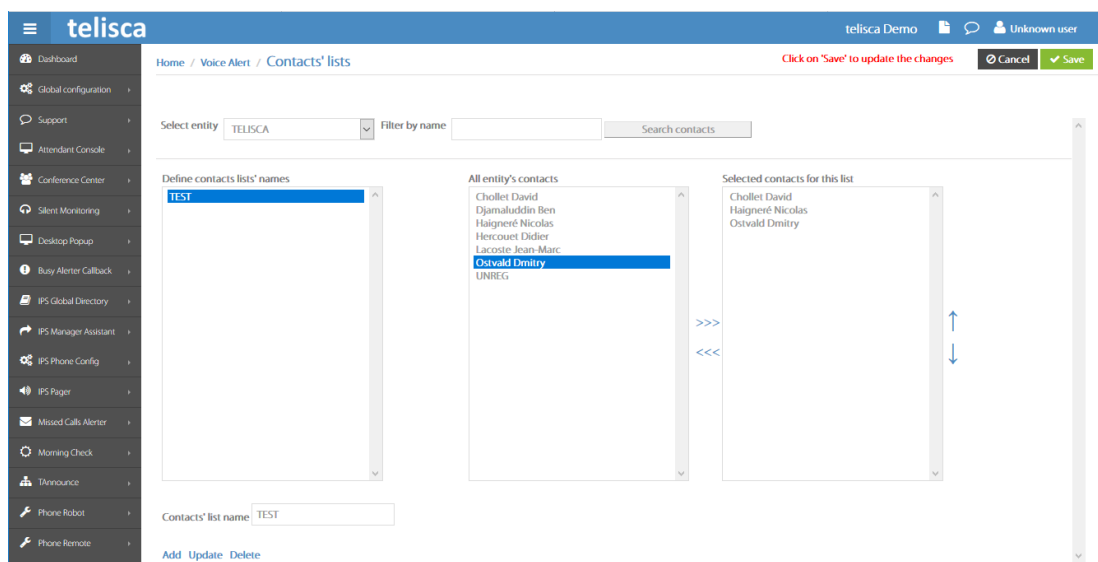 telisca
telisca Demo
Unknown user
Dashboard
Global configuration
Support
Attendant Console
Conference Center
Silent Monitoring
Desktop Popup
Busy Alerter Callback
IPS Global Directory
IPS Manager Assistant
IPS Phone Config
IPS Pager
Missed Calls Alerter
Morning Check
TAnnounce
Phone Robot
Phone Remote
Home / Voice Alert / Contacts' lists
Click on 'Save' to update the changes
Cancel
Save
Select entity TELISCA
Filter by name
Search contacts
Define contacts lists' names
TEST
All entity's contacts
Chollet David
Djamaluddin Ben
Haigneré Nicolas
Hercouet Didier
Lacoste Jean-Marc
Ostvald Dmitry
UNREG
>>>
<<<
Selected contacts for this list
Chollet David
Haigneré Nicolas
Ostvald Dmitry
Contacts' list name TEST
Add Update Delete